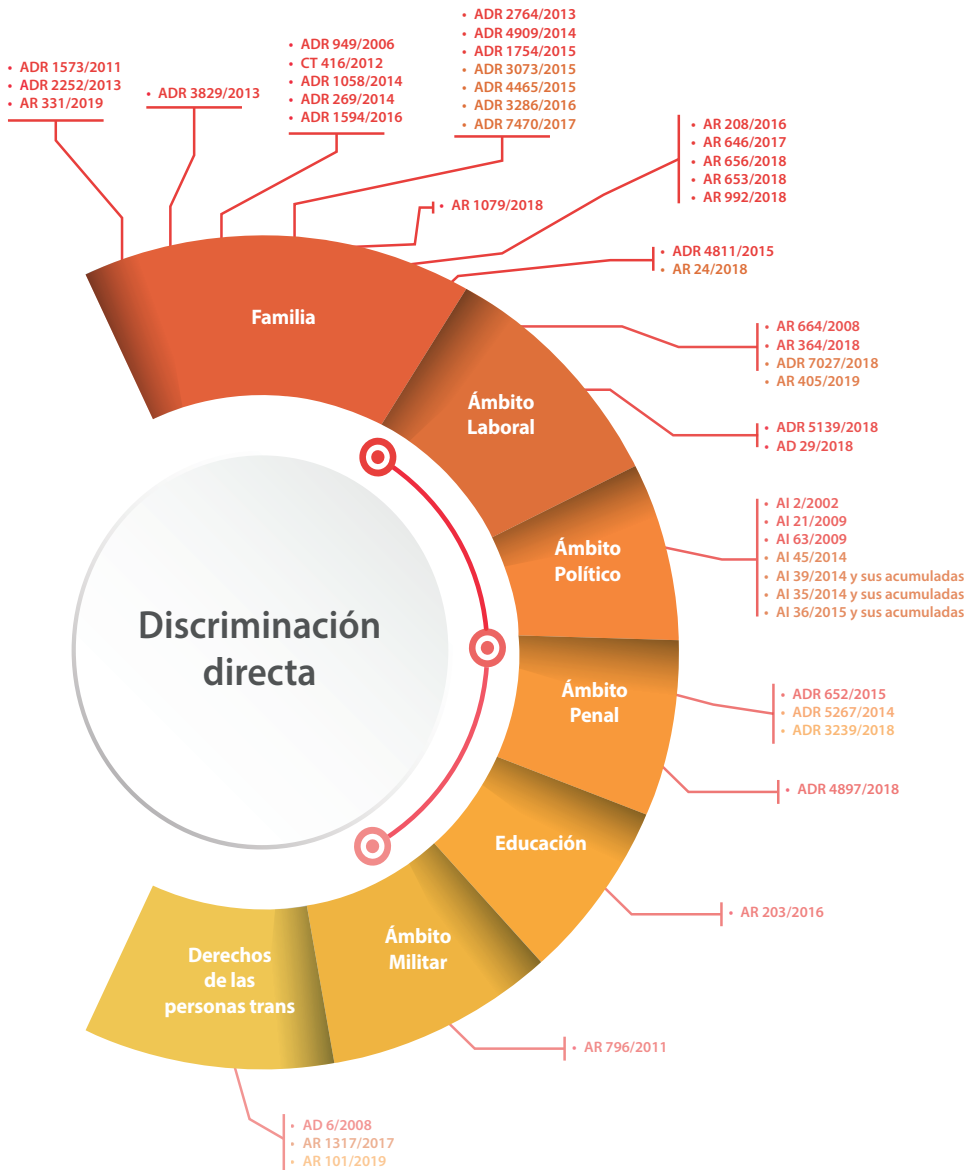 • ADR 1573/2011
• ADR 2252/2013
• AR 331/2019
• ADR 3829/2013
• ADR 949/2006
• CT 416/2012
• ADR 1058/2014
• ADR 269/2014
• ADR 1594/2016
• ADR 2764/2013
• ADR 4909/2014
• ADR 1754/2015
• ADR 3073/2015
• ADR 4465/2015
• ADR 3286/2016
• ADR 7470/2017
• AR 1079/2018
• AR 208/2016
• AR 646/2017
• AR 656/2018
• AR 653/2018
• AR 992/2018
• ADR 4811/2015
• AR 24/2018
Familia
• AR 664/2008
• AR 364/2018
• ADR 7027/2018
• AR 405/2019
Ámbito
Laboral
• ADR 5139/2018
• AD 29/2018
• AI 2/2002
• AI 21/2009
• AI 63/2009
• AI 45/2014
• AI 39/2014 y sus acumuladas
• AI 35/2014 y sus acumuladas
• AI 36/2015 y sus acumuladas
Ámbito
Político
Discriminación
directa
Ámbito
Penal
• ADR 652/2015
• ADR 5267/2014
• ADR 3239/2018
• ADR 4897/2018
Educación
• AR 203/2016
Ámbito
Militar
• AR 796/2011
Derechos
de las
personas trans
• AD 6/2008
• AR 1317/2017
• AR 101/2019